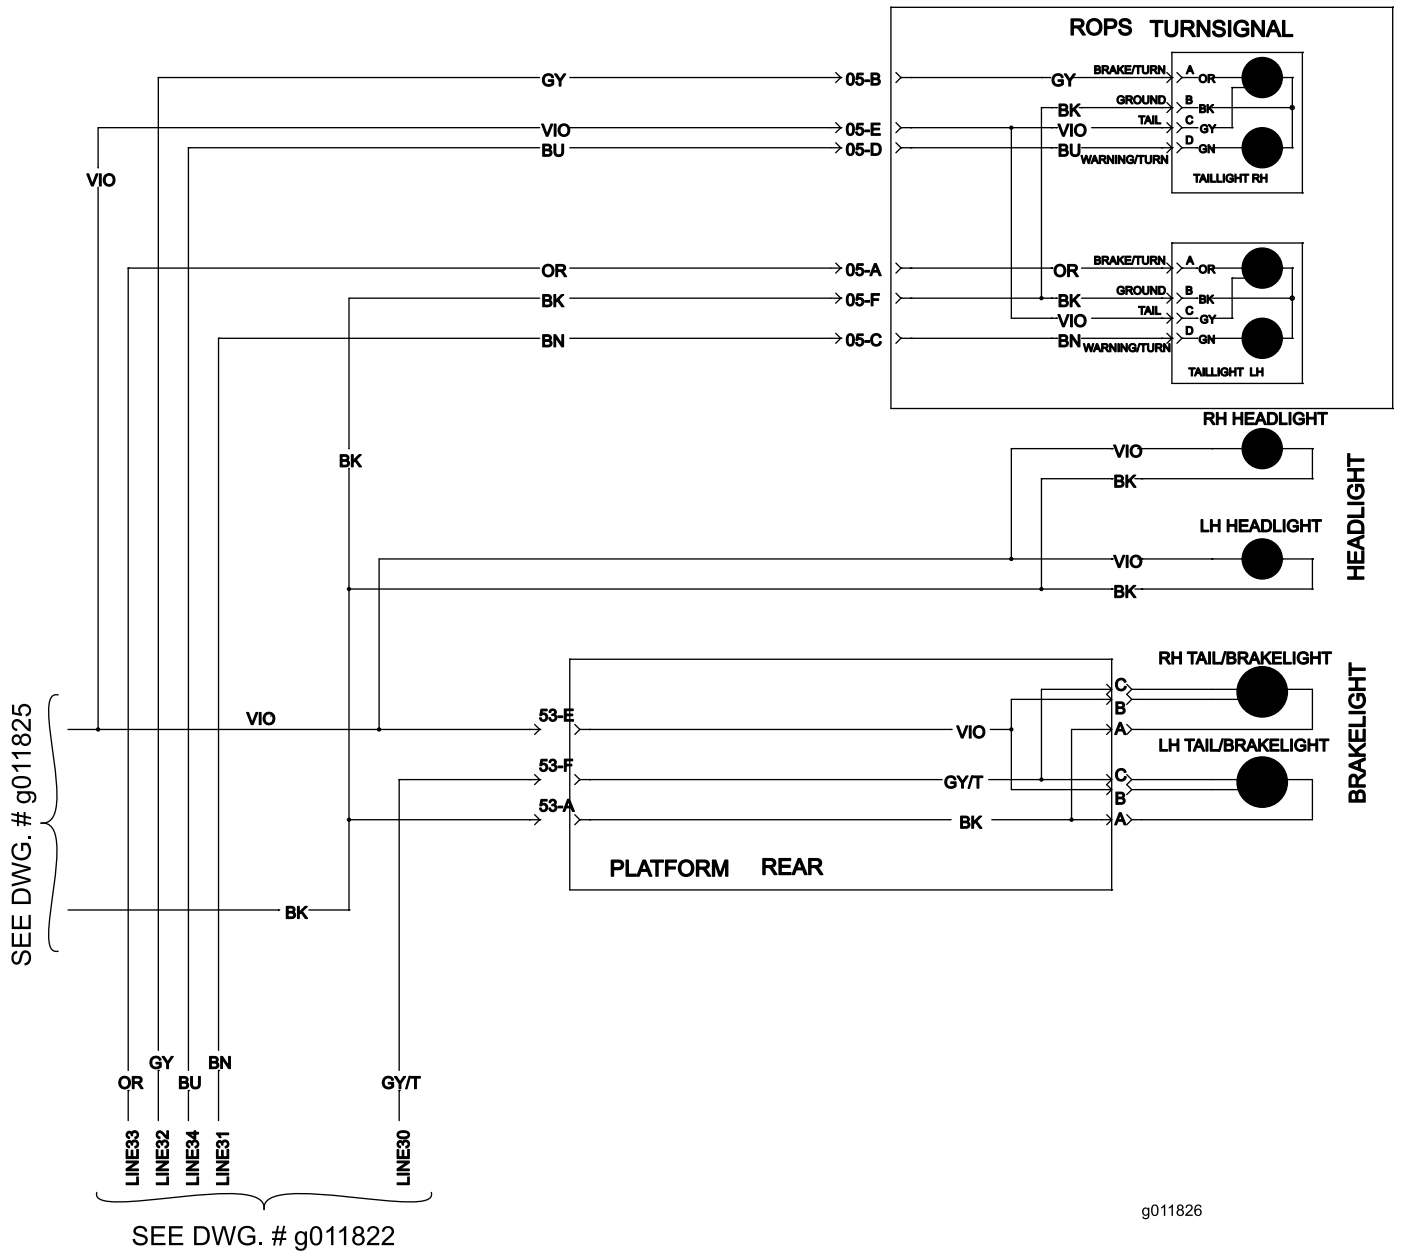 ROPS TURNSIGNAL
GY 05-B GY BRAKE/TURN A OR
BK GROUND B BK
VIO 05-E VIO TAIL C GY
BU 05-D BU WARNING/TURN D GN
TAILLIGHT RH
VIO
OR 05-A OR BRAKE/TURN A OR
BK 05-F BK GROUND B BK
VIO TAIL C GY
BN 05-C BN WARNING/TURN D GN
TAILLIGHT LH
RH HEADLIGHT
VIO
BK
BK
LH HEADLIGHT
VIO
BK
HEADLIGHT
RH TAIL/BRAKELIGHT
C
B
A
VIO 53-E VIO
LH TAIL/BRAKELIGHT
53-F GY/T C
B
53-A BK A
BRAKELIGHT
PLATFORM REAR
BK
SEE DWG. # g011825
OR GY BU BN GY/T
LINE33 LINE32 LINE34 LINE31 LINE30
SEE DWG. # g011822
g011826